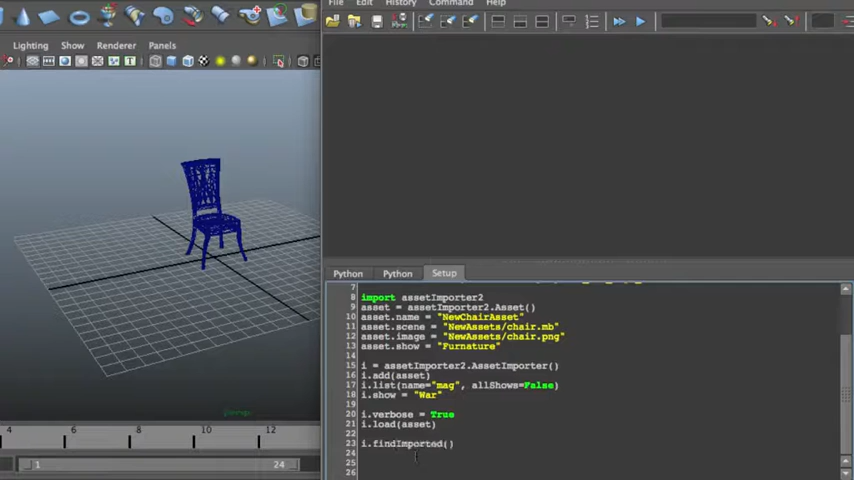 File Edit History Command Help
Lighting Show Renderer Panels
Python Python Setup
7
8 import assetImporter2
9 asset = assetImporter2.Asset()
10 asset.name = "NewChairAsset"
11 asset.scene = "NewAssets/chair.mb"
12 asset.image = "NewAssets/chair.png"
13 asset.show = "Furnature"
14
15 i = assetImporter2.AssetImporter()
16 i.add(asset)
17 i.list(name="mag", allShows=False)
18 i.show = "War"
19
20 i.verbose = True
21 i.load(asset)
22
23 i.findImported()
24
25
26
4 6 8 10 12
1 24